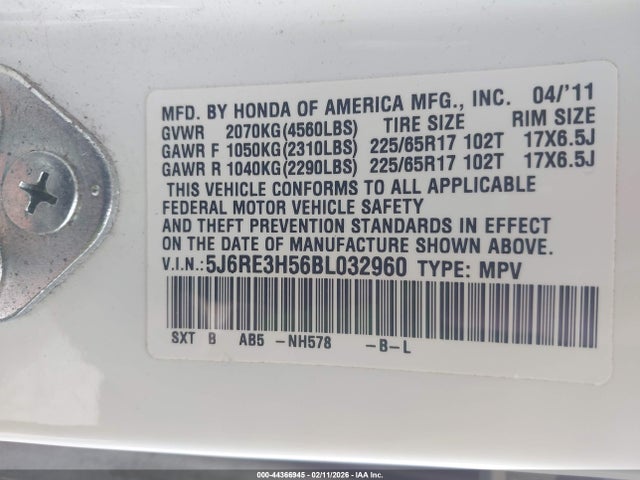 MFD. BY HONDA OF AMERICA MFG., INC. 04/'11
GVWR 2070KG(4560LBS) TIRE SIZE RIM SIZE
GAWR F 1050KG(2310LBS) 225/65R17 102T 17X6.5J
GAWR R 1040KG(2290LBS) 225/65R17 102T 17X6.5J
THIS VEHICLE CONFORMS TO ALL APPLICABLE
FEDERAL MOTOR VEHICLE SAFETY
AND THEFT PREVENTION STANDARDS IN EFFECT
ON THE DATE OF MANUFACTURE SHOWN ABOVE.
V.I.N.: 5J6RE3H56BL032960 TYPE: MPV
SXT B AB5 -NH578 -B-L
000-44366945 - 02/11/2026 - IAA Inc.